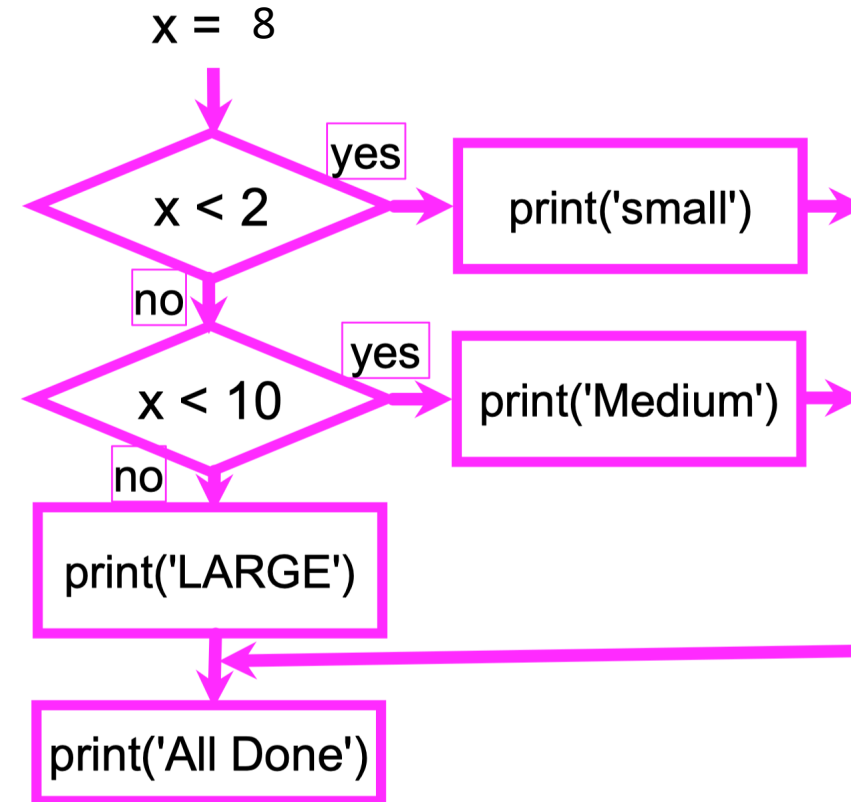 x = 8
yes
x < 2
print('small')
no
yes
x < 10
print('Medium')
no
print('LARGE')
print('All Done')